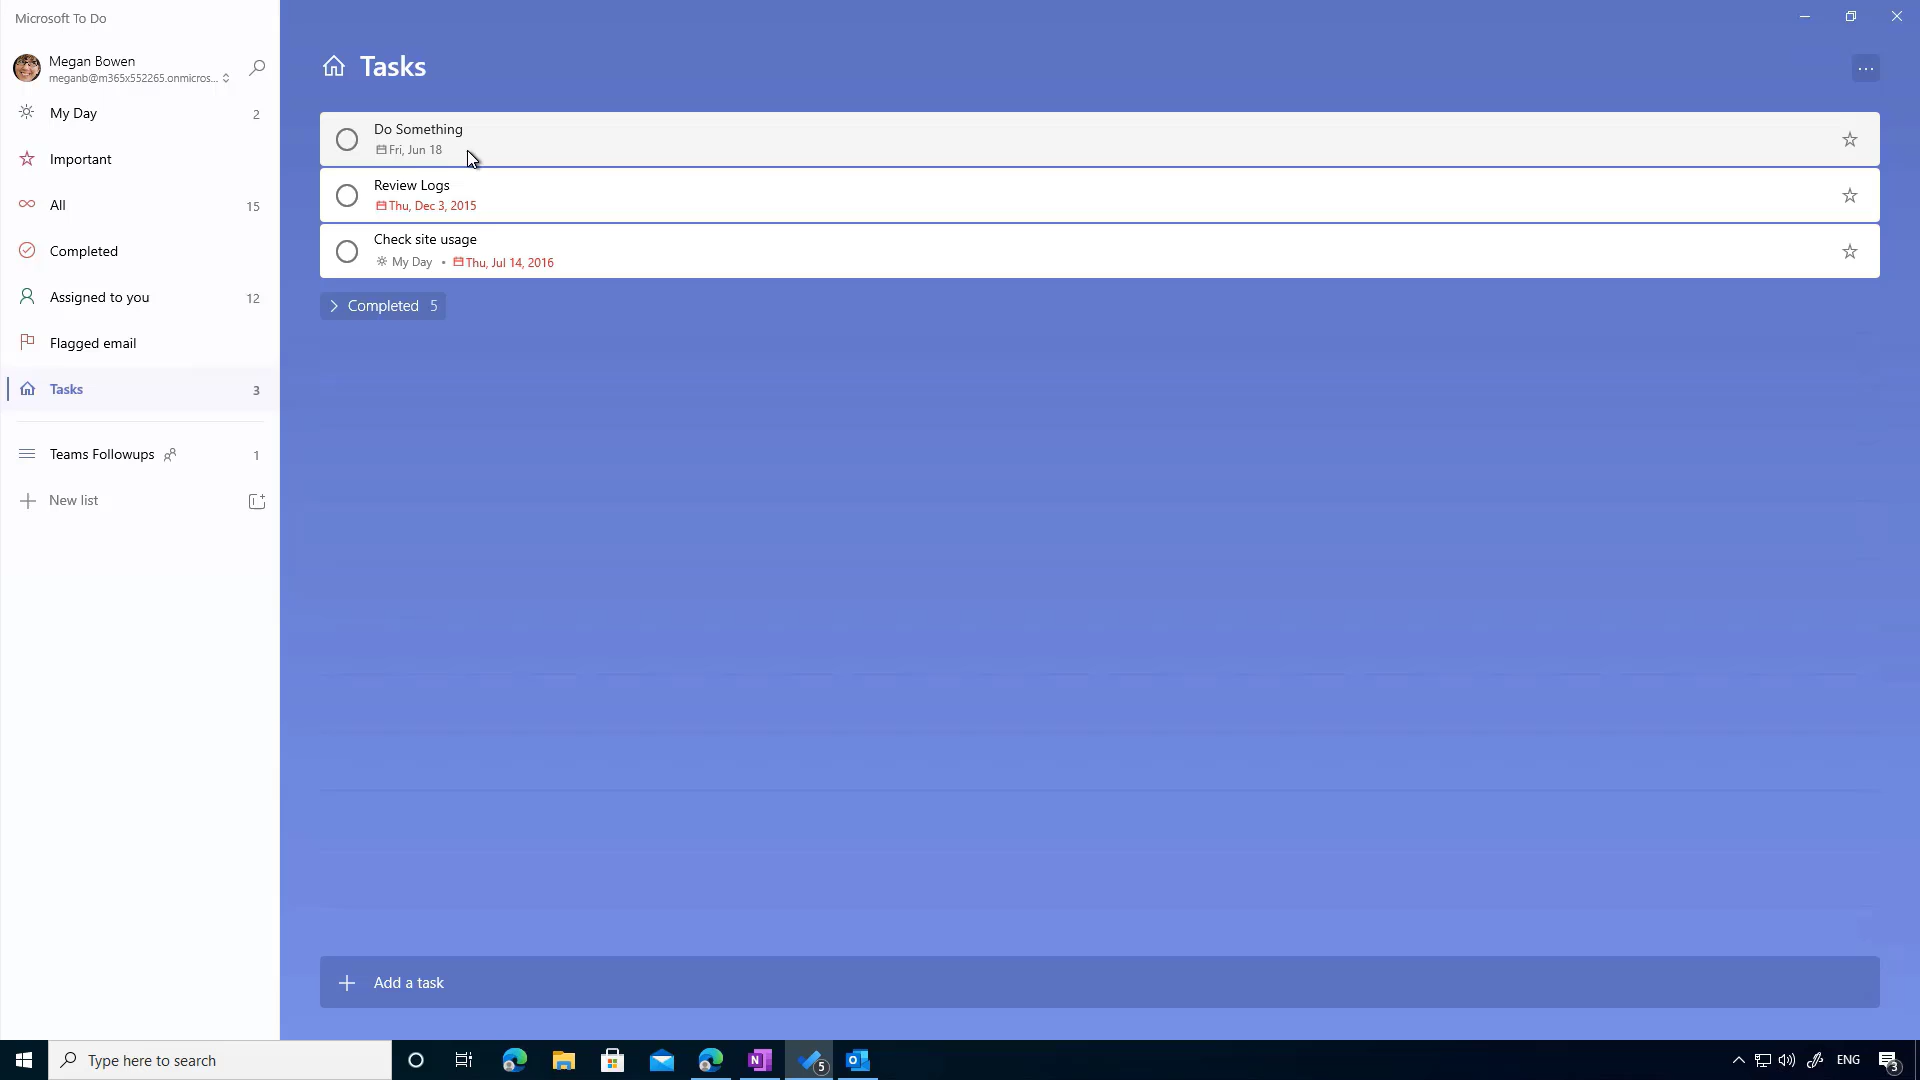 Microsoft To Do
Megan Bowen
meganb@m365x552265.onmicros...
My Day 2
Important
All 15
Completed
Assigned to you 12
Flagged email
Tasks 3
Teams Followups 1
New list
Tasks
Do Something
Fri, Jun 18
Review Logs
Thu, Dec 3, 2015
Check site usage
My Day • Thu, Jul 14, 2016
Completed 5
Add a task
Type here to search
N
5
O
ENG
3